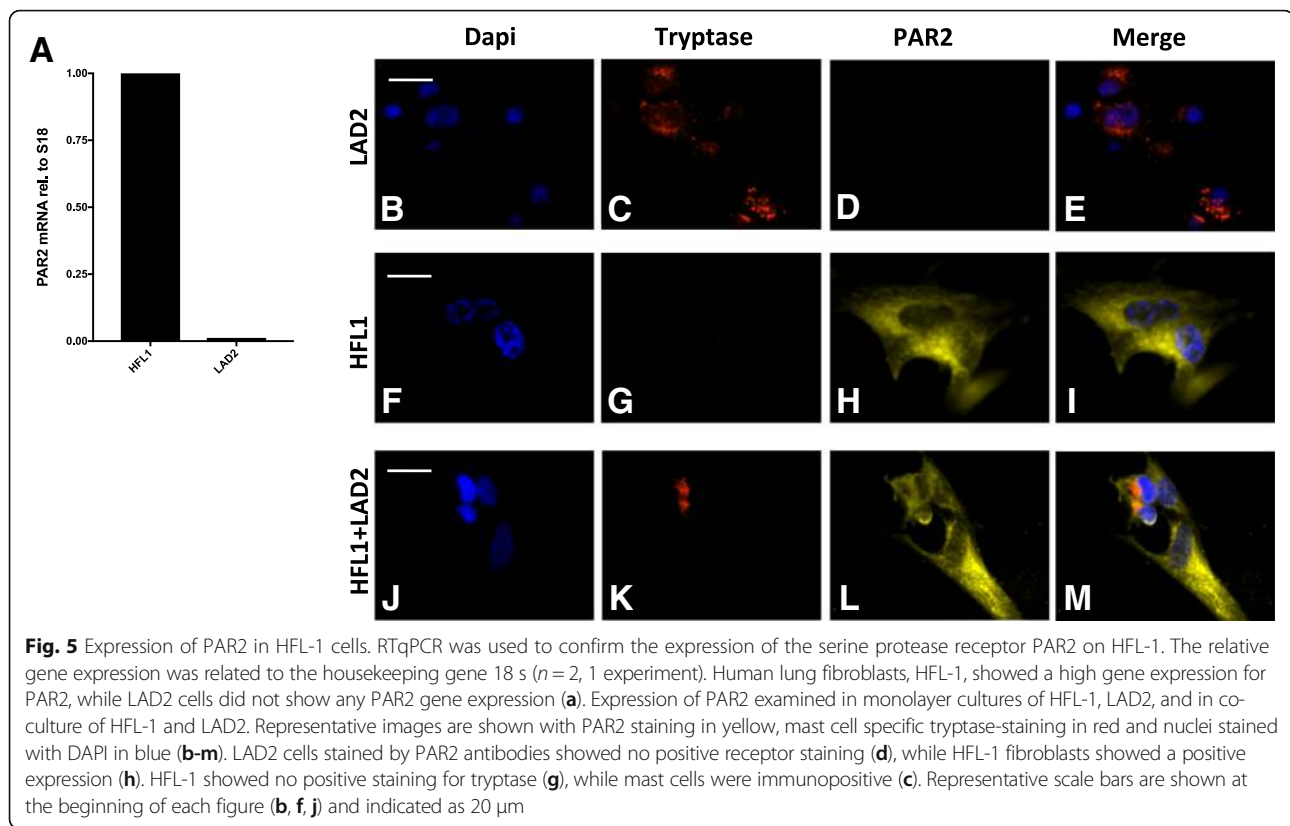 A
Dapi Tryptase PAR2 Merge
PAR2 mRNA rel. to S18
1.00
0.75
0.50
0.25
0.00
HFL1 LAD2
LAD2
B C D E
HFL1
F G H I
HFL1+LAD2
J K L M
Fig. 5 Expression of PAR2 in HFL-1 cells. RTqPCR was used to confirm the expression of the serine protease receptor PAR2 on HFL-1. The relative
gene expression was related to the housekeeping gene 18 s (n = 2, 1 experiment). Human lung fibroblasts, HFL-1, showed a high gene expression for
PAR2, while LAD2 cells did not show any PAR2 gene expression (a). Expression of PAR2 examined in monolayer cultures of HFL-1, LAD2, and in co-
culture of HFL-1 and LAD2. Representative images are shown with PAR2 staining in yellow, mast cell specific tryptase-staining in red and nuclei stained
with DAPI in blue (b-m). LAD2 cells stained by PAR2 antibodies showed no positive receptor staining (d), while HFL-1 fibroblasts showed a positive
expression (h). HFL-1 showed no positive staining for tryptase (g), while mast cells were immunopositive (c). Representative scale bars are shown at
the beginning of each figure (b, f, j) and indicated as 20 μm